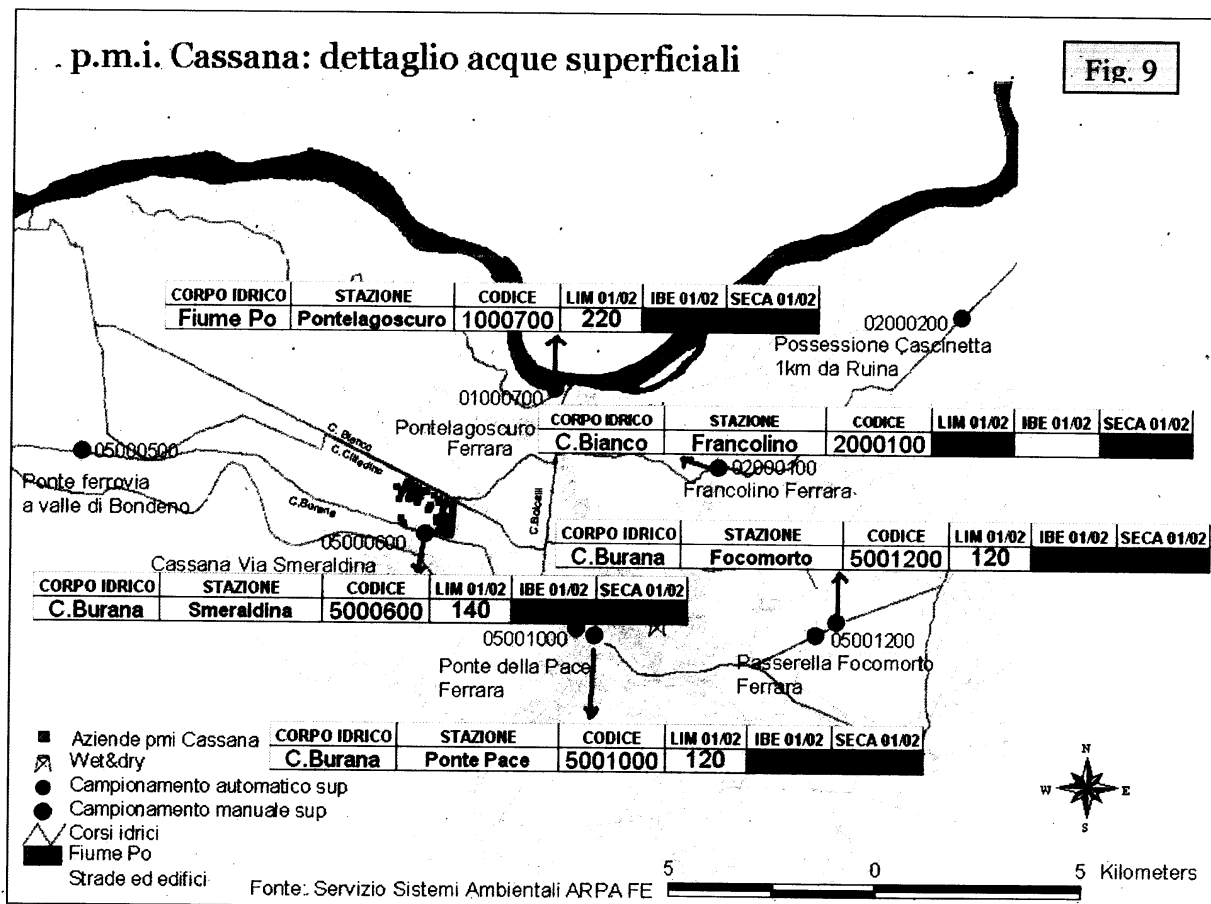 p.m.i. Cassana: dettaglio acque superficiali
Fig. 9
CORPO IDRICO STAZIONE CODICE LIM 01/02 IBE 01/02 SECA 01/02
Fiume Po Pontelagoscuro 1000700 220
02000200
Possessione Cascinetta
1km da Ruina
01000700
Pontelagoscuro
Ferrara
CORPO IDRICO STAZIONE CODICE LIM 01/02 IBE 01/02 SECA 01/02
C.Bianco Francolino 2000100
02000100
Francolino Ferrara
C. Bianco
C. Cittadino
C.Burana
05000500
Ponte ferrovia
a valle di Bondeno
05000600
Cassana Via Smeraldina
CORPO IDRICO STAZIONE CODICE LIM 01/02 IBE 01/02 SECA 01/02
C.Burana Focomorto 5001200 120
CORPO IDRICO STAZIONE CODICE LIM 01/02 IBE 01/02 SECA 01/02
C.Burana Smeraldina 5000600 140
05001000
Ponte della Pace
Ferrara
05001200
Passerella Focomorto
Ferrara
CORPO IDRICO STAZIONE CODICE LIM 01/02 IBE 01/02 SECA 01/02
C.Burana Ponte Pace 5001000 120
Aziende pmi Cassana
Wet&dry
Campionamento automatico sup
Campionamento manuale sup
Corsi idrici
Fiume Po
Strade ed edifici
Fonte: Servizio Sistemi Ambientali ARPA FE
N
W E
S
5 0 5 Kilometers